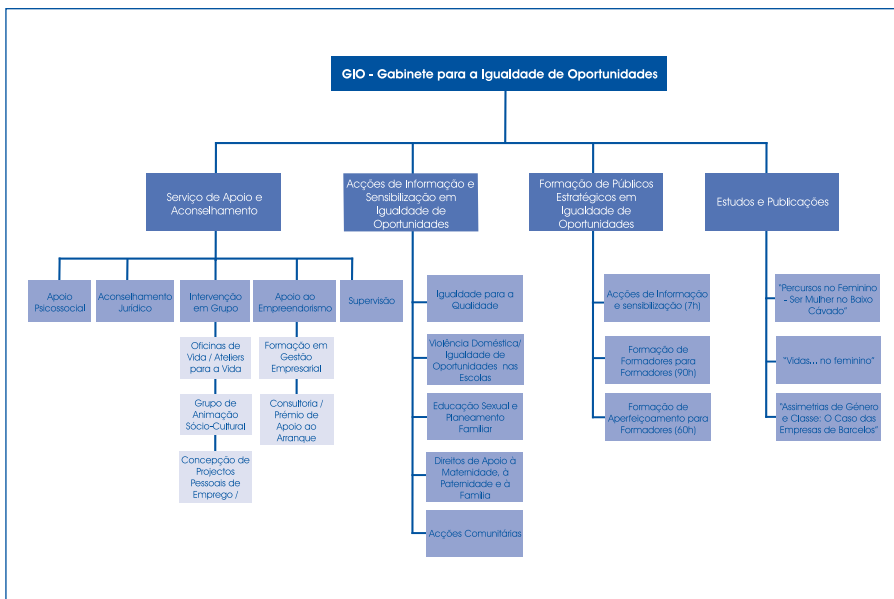 GIO - Gabinete para a Igualdade de Oportunidades
Serviço de Apoio e
Aconselhamento
Acções de Informação e
Sensibilização em
Igualdade de
Oportunidades
Formação de Públicos
Estratégicos em
Igualdade de
Oportunidades
Estudos e Publicações
Apoio
Psicossocial
Aconselhamento
Jurídico
Intervenção
em Grupo
Apoio ao
Empreendorismo
Supervisão
Oficinas de
Vida / Ateliers
para a Vida
Grupo de
Animação
Sócio-Cultural
Concepção de
Projectos
Pessoais de
Emprego /
Formação em
Gestão
Empresarial
Consultoria /
Prémio de
Apoio ao
Arranque
Igualdade para a
Qualidade
Violência Doméstica/
Igualdade de
Oportunidades nas
Escolas
Educação Sexual e
Planeamento
Familiar
Direitos de Apoio à
Maternidade, à
Paternidade e à
Família
Acções Comunitárias
Acções de Informação
e sensibilização (7h)
Formação de
Formadores para
Formadores (90h)
Formação de
Aperfeiçoamento para
Formadores (60h)
"Percursos no Feminino
- Ser Mulher no Baixo
Cávado"
"Vidas... no feminino"
"Assimetrias de Género
e Classe: O Caso das
Empresas de Barcelos"